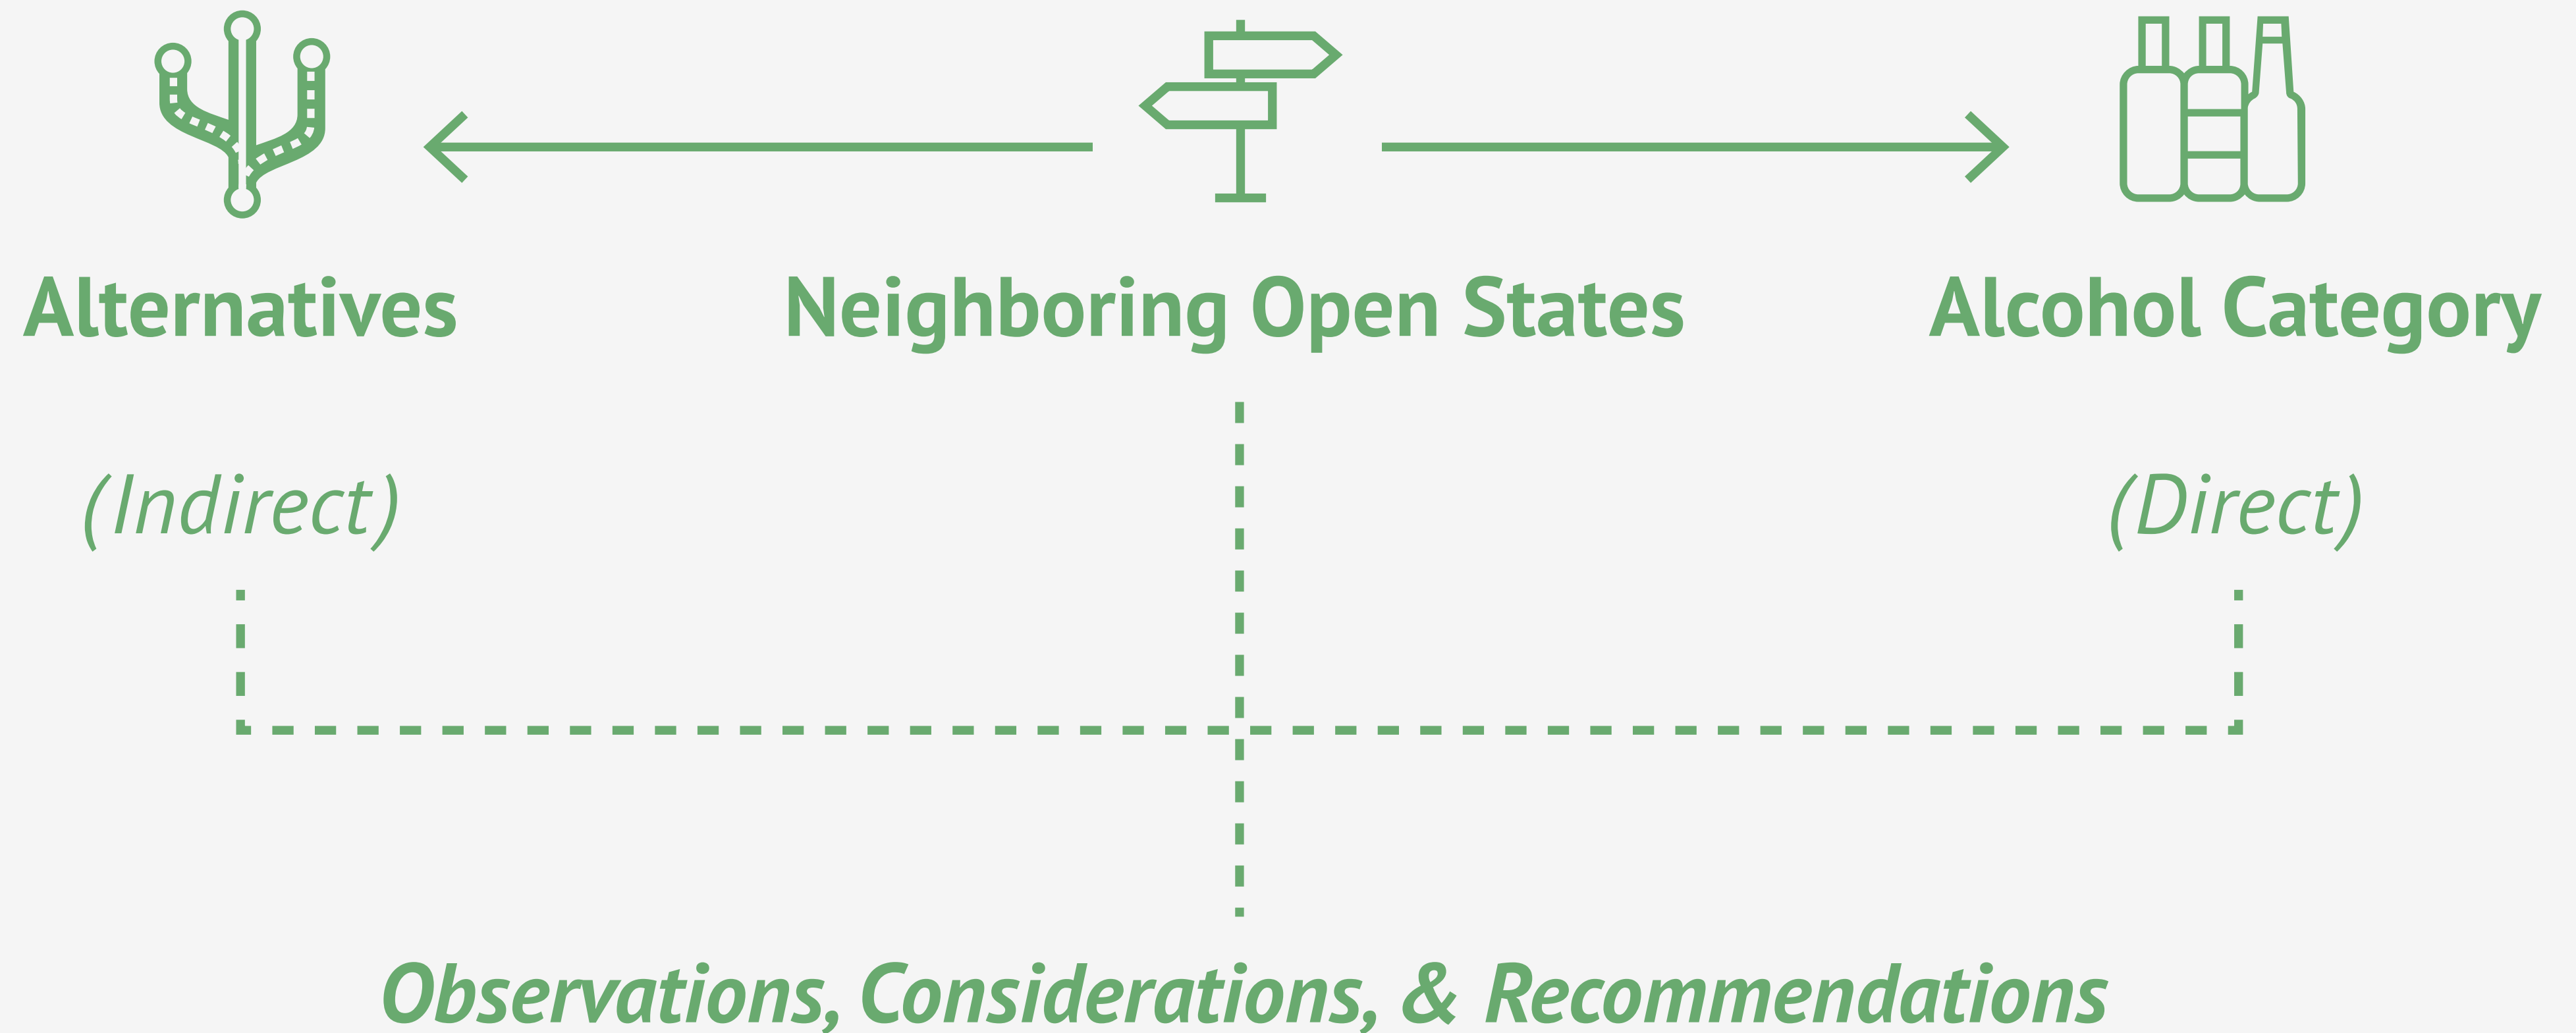 Alternatives
Neighboring Open States
Alcohol Category
(Indirect)
(Direct)
Observations, Considerations, & Recommendations